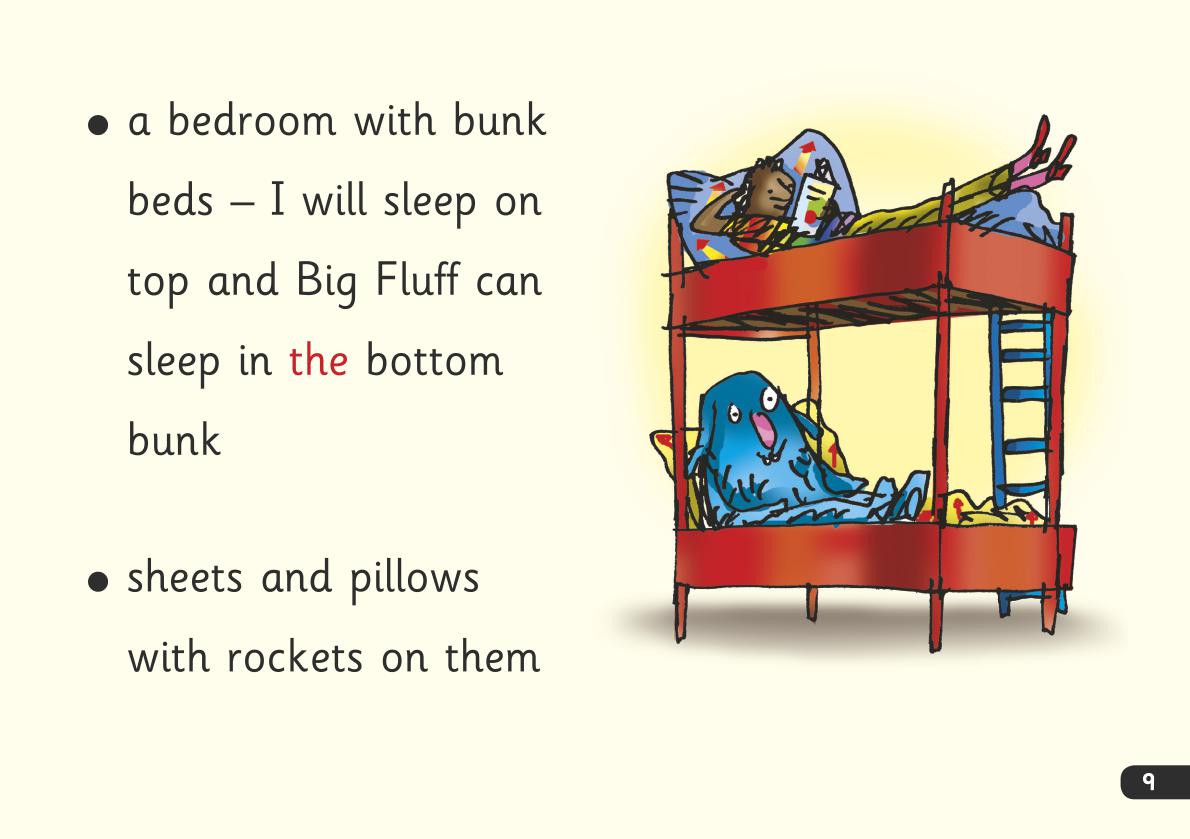 ● a bedroom with bunk
beds – I will sleep on
top and Big Fluff can
sleep in the bottom
bunk
● sheets and pillows
with rockets on them
9